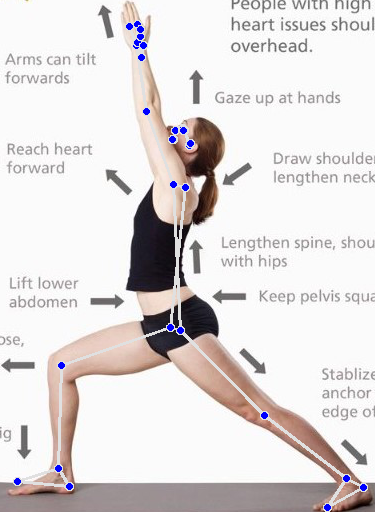 People with high
heart issues shoul
overhead.
Arms can tilt
forwards
Gaze up at hands
Reach heart
forward
Draw shoulde
lengthen neck
Lengthen spine, shou
with hips
Lift lower
abdomen
Keep pelvis squa
ose,
Stablize
anchor
edge of
ig